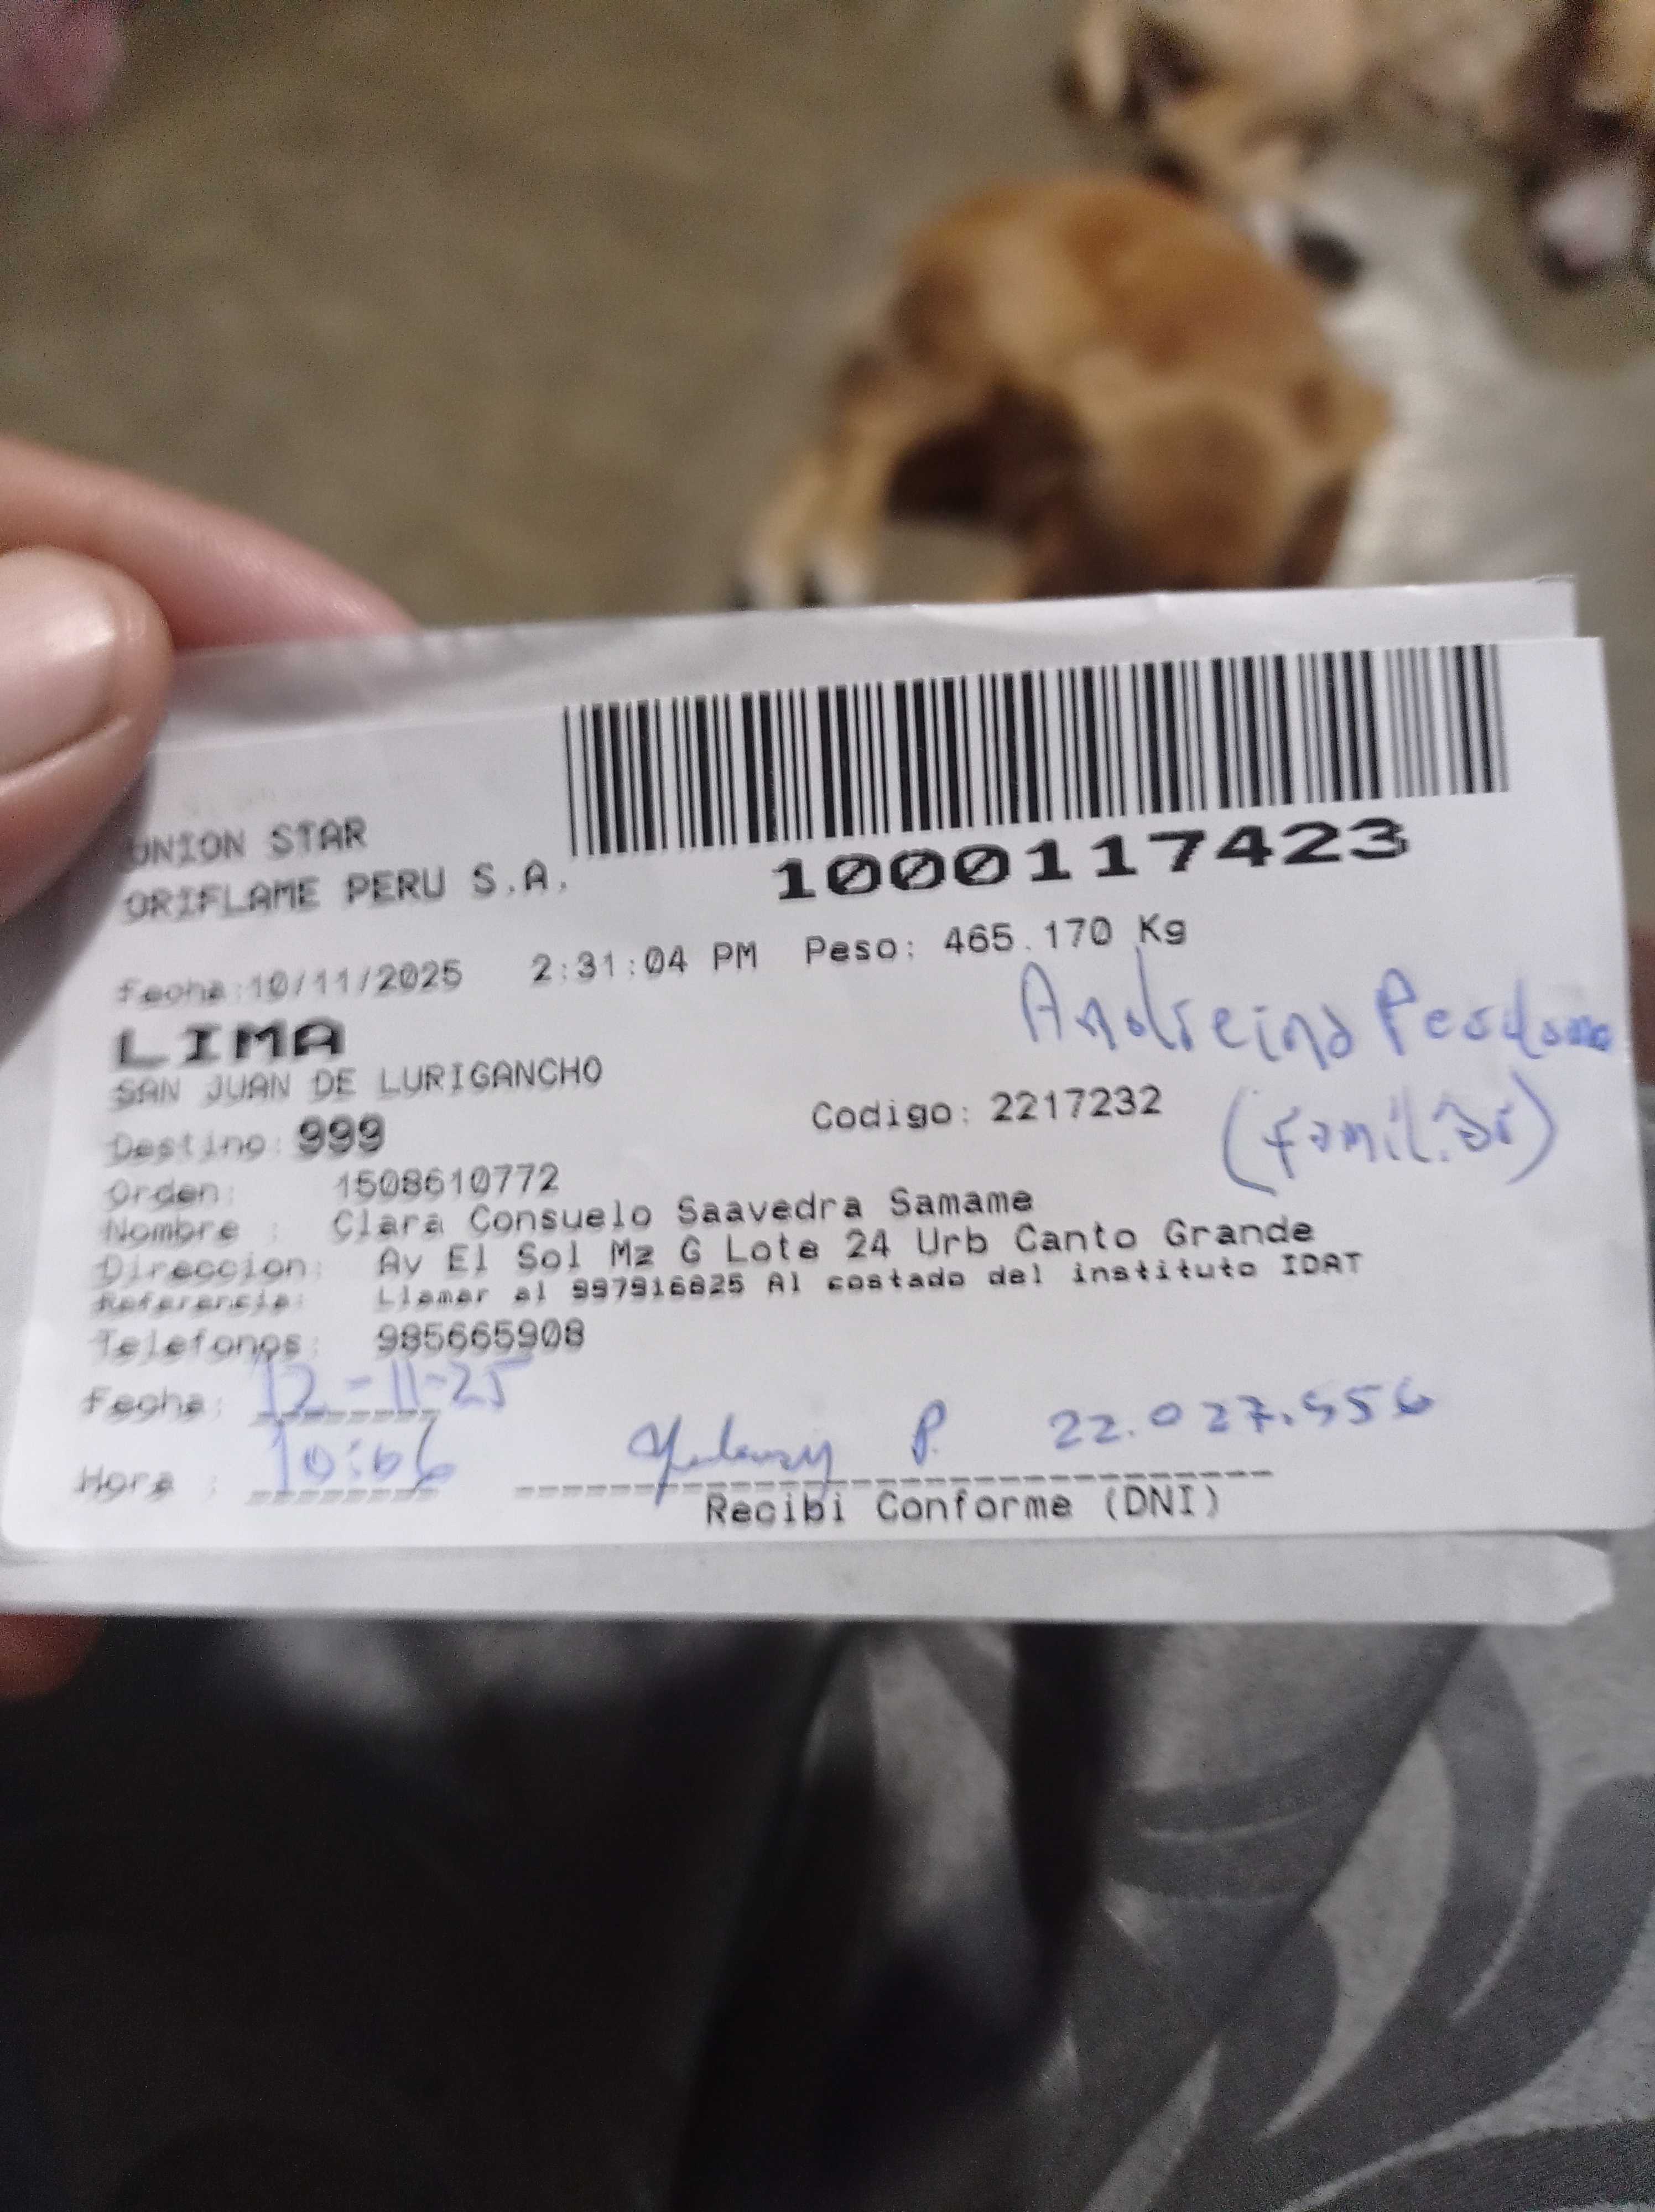 UNION STAR
ORIFLAME PERU S.A.
1000117423
Fecha:10/11/2025 2:31:04 PM Peso: 465.170 Kg
LIMA
SAN JUAN DE LURIGANCHO
(familiar)
Destino: 999 Codigo: 2217232
Orden: 1508610772
Nombre : Clara Consuelo Saavedra Samame
Direccion: Av El Sol Mz G Lote 24 Urb Canto Grande
Referencia: Llamar al 997916825 Al costado del instituto IDAT
Telefonos: 985665908
Fecha: 12-11-25
Hora : 10:06
P. 22.027.556
Recibi Conforme (DNI)